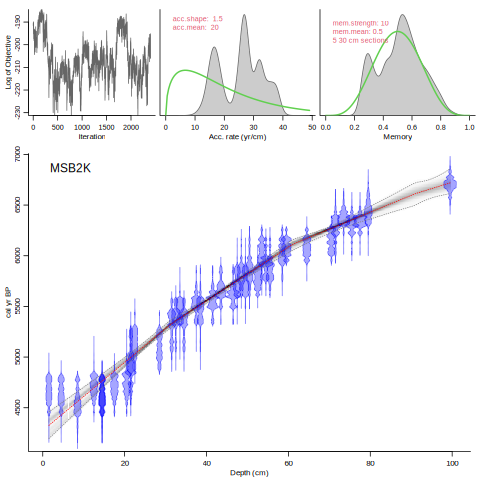 Log of Objective
-190
-200
-210
-220
-230
0 500 1000 1500 2000
Iteration
acc.shape: 1.5
acc.mean: 20
0 10 20 30 40 50
Acc. rate (yr/cm)
mem.strength: 10
mem.mean: 0.5
5 30 cm sections
0.0 0.2 0.4 0.6 0.8 1.0
Memory
MSB2K
cal yr BP
7000
6500
6000
5500
5000
4500
0 20 40 60 80 100
Depth (cm)